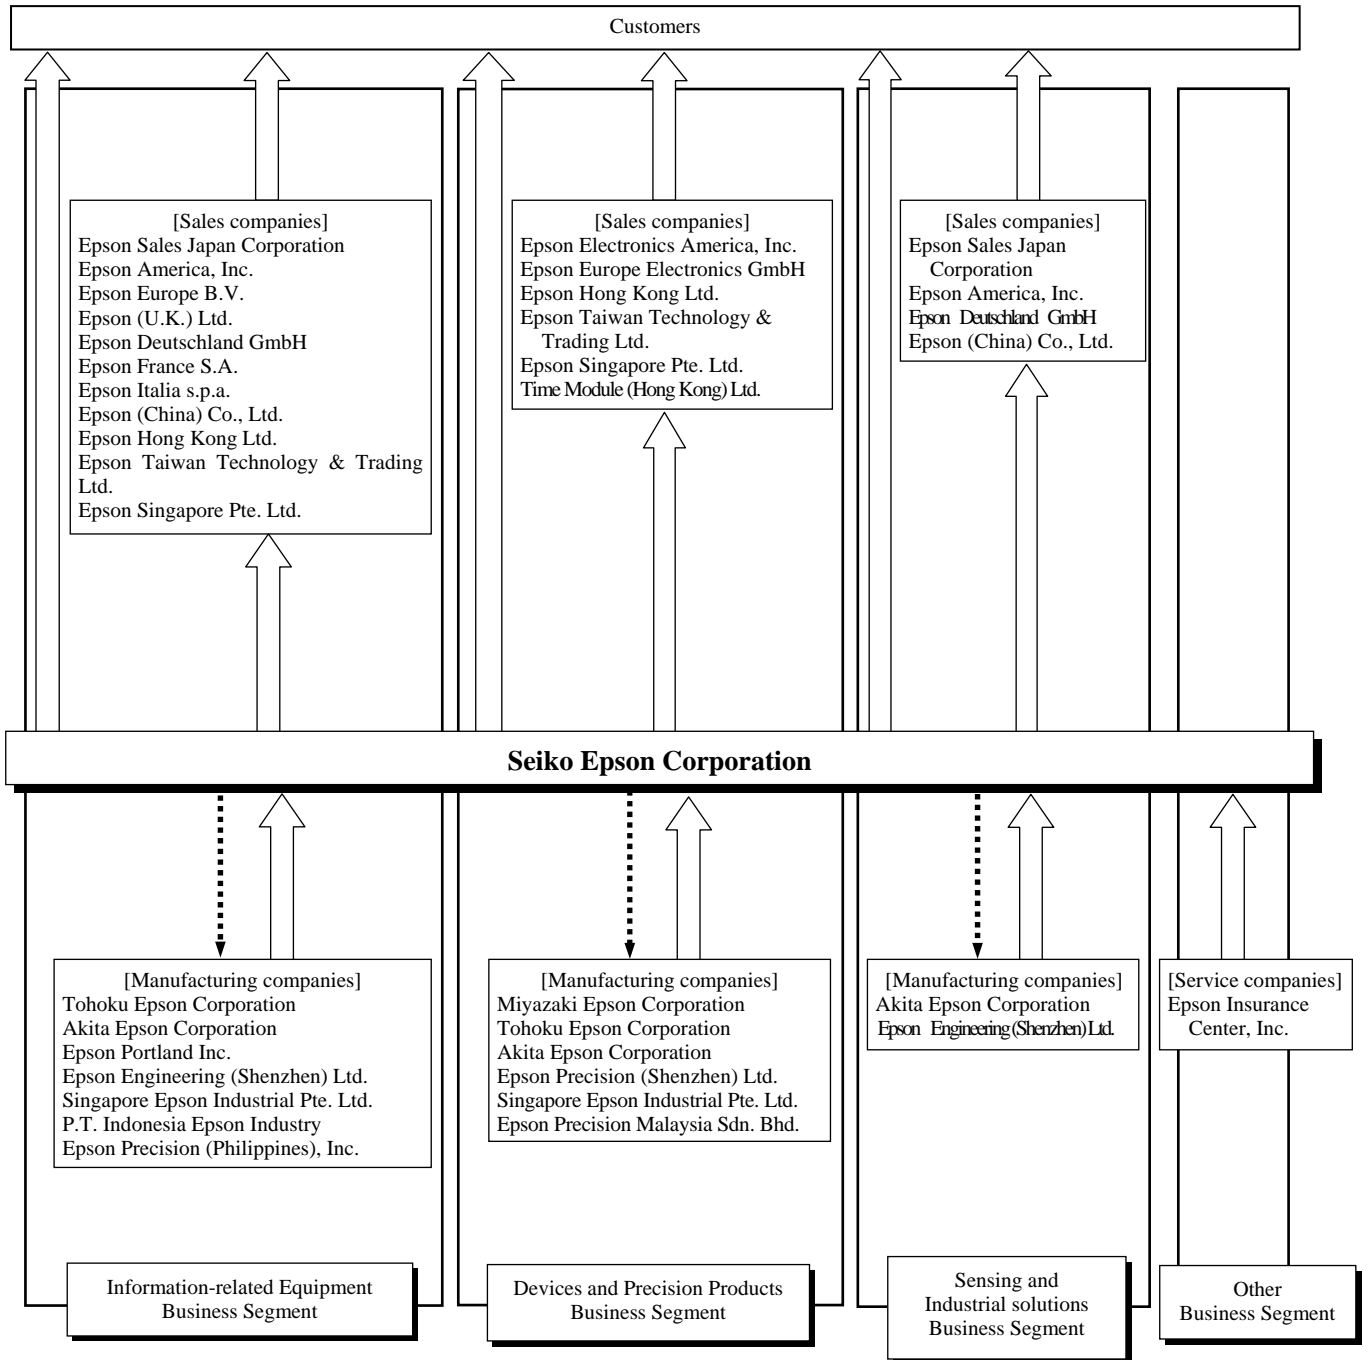 Customers
[Sales companies]
Epson Sales Japan Corporation
Epson America, Inc.
Epson Europe B.V.
Epson (U.K.) Ltd.
Epson Deutschland GmbH
Epson France S.A.
Epson Italia s.p.a.
Epson (China) Co., Ltd.
Epson Hong Kong Ltd.
Epson Taiwan Technology & Trading
Ltd.
Epson Singapore Pte. Ltd.
[Sales companies]
Epson Electronics America, Inc.
Epson Europe Electronics GmbH
Epson Hong Kong Ltd.
Epson Taiwan Technology &
Trading Ltd.
Epson Singapore Pte. Ltd.
Time Module (Hong Kong) Ltd.
[Sales companies]
Epson Sales Japan
Corporation
Epson America, Inc.
Epson Deutschland GmbH
Epson (China) Co., Ltd.
Seiko Epson Corporation
[Manufacturing companies]
Tohoku Epson Corporation
Akita Epson Corporation
Epson Portland Inc.
Epson Engineering (Shenzhen) Ltd.
Singapore Epson Industrial Pte. Ltd.
P.T. Indonesia Epson Industry
Epson Precision (Philippines), Inc.
[Manufacturing companies]
Miyazaki Epson Corporation
Tohoku Epson Corporation
Akita Epson Corporation
Epson Precision (Shenzhen) Ltd.
Singapore Epson Industrial Pte. Ltd.
Epson Precision Malaysia Sdn. Bhd.
[Manufacturing companies]
Akita Epson Corporation
Epson Engineering (Shenzhen) Ltd.
[Service companies]
Epson Insurance
Center, Inc.
Information-related Equipment
Business Segment
Devices and Precision Products
Business Segment
Sensing and
Industrial solutions
Business Segment
Other
Business Segment